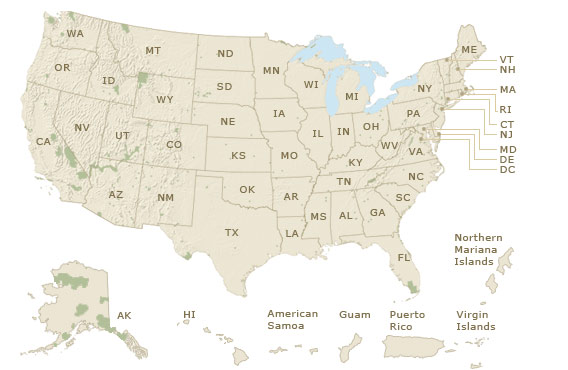 WA
OR
CA
NV
ID
MT
WY
UT
AZ
CO
NM
ND
SD
NE
KS
OK
TX
MN
IA
MO
AR
LA
WI
IL
MI
IN
OH
KY
TN
MS
AL
GA
FL
SC
NC
VA
WV
PA
NY
ME
VT
NH
MA
RI
CT
NJ
MD
DE
DC
AK
HI
American
Samoa
Guam
Puerto
Rico
Virgin
Islands
Northern
Mariana
Islands